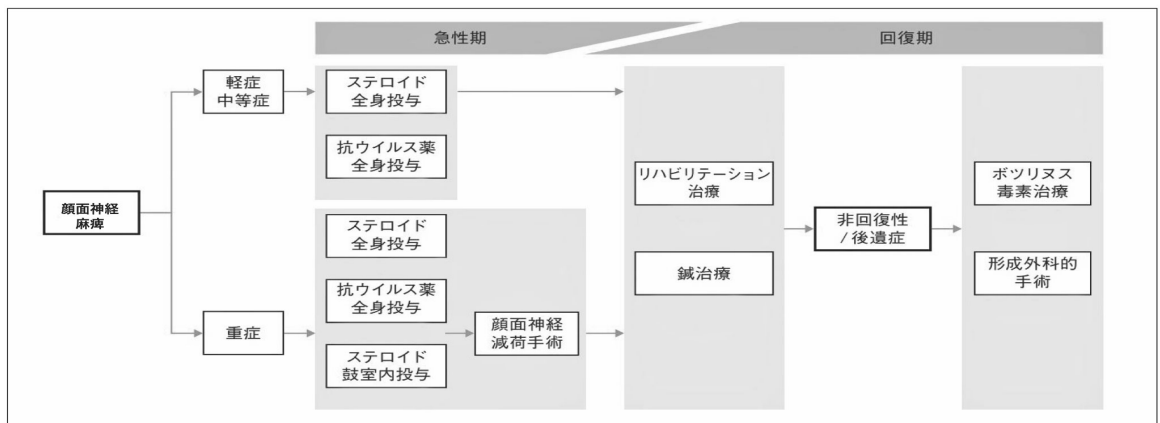 急性期
回復期
軽症
中等症
ステロイド
全身投与
抗ウイルス薬
全身投与
顔面神経
麻痺
重症
ステロイド
全身投与
抗ウイルス薬
全身投与
ステロイド
鼓室内投与
顔面神経
減荷手術
リハビリテーション
治療
鍼治療
非回復性
/後遺症
ボツリヌス
毒素治療
形成外科的
手術